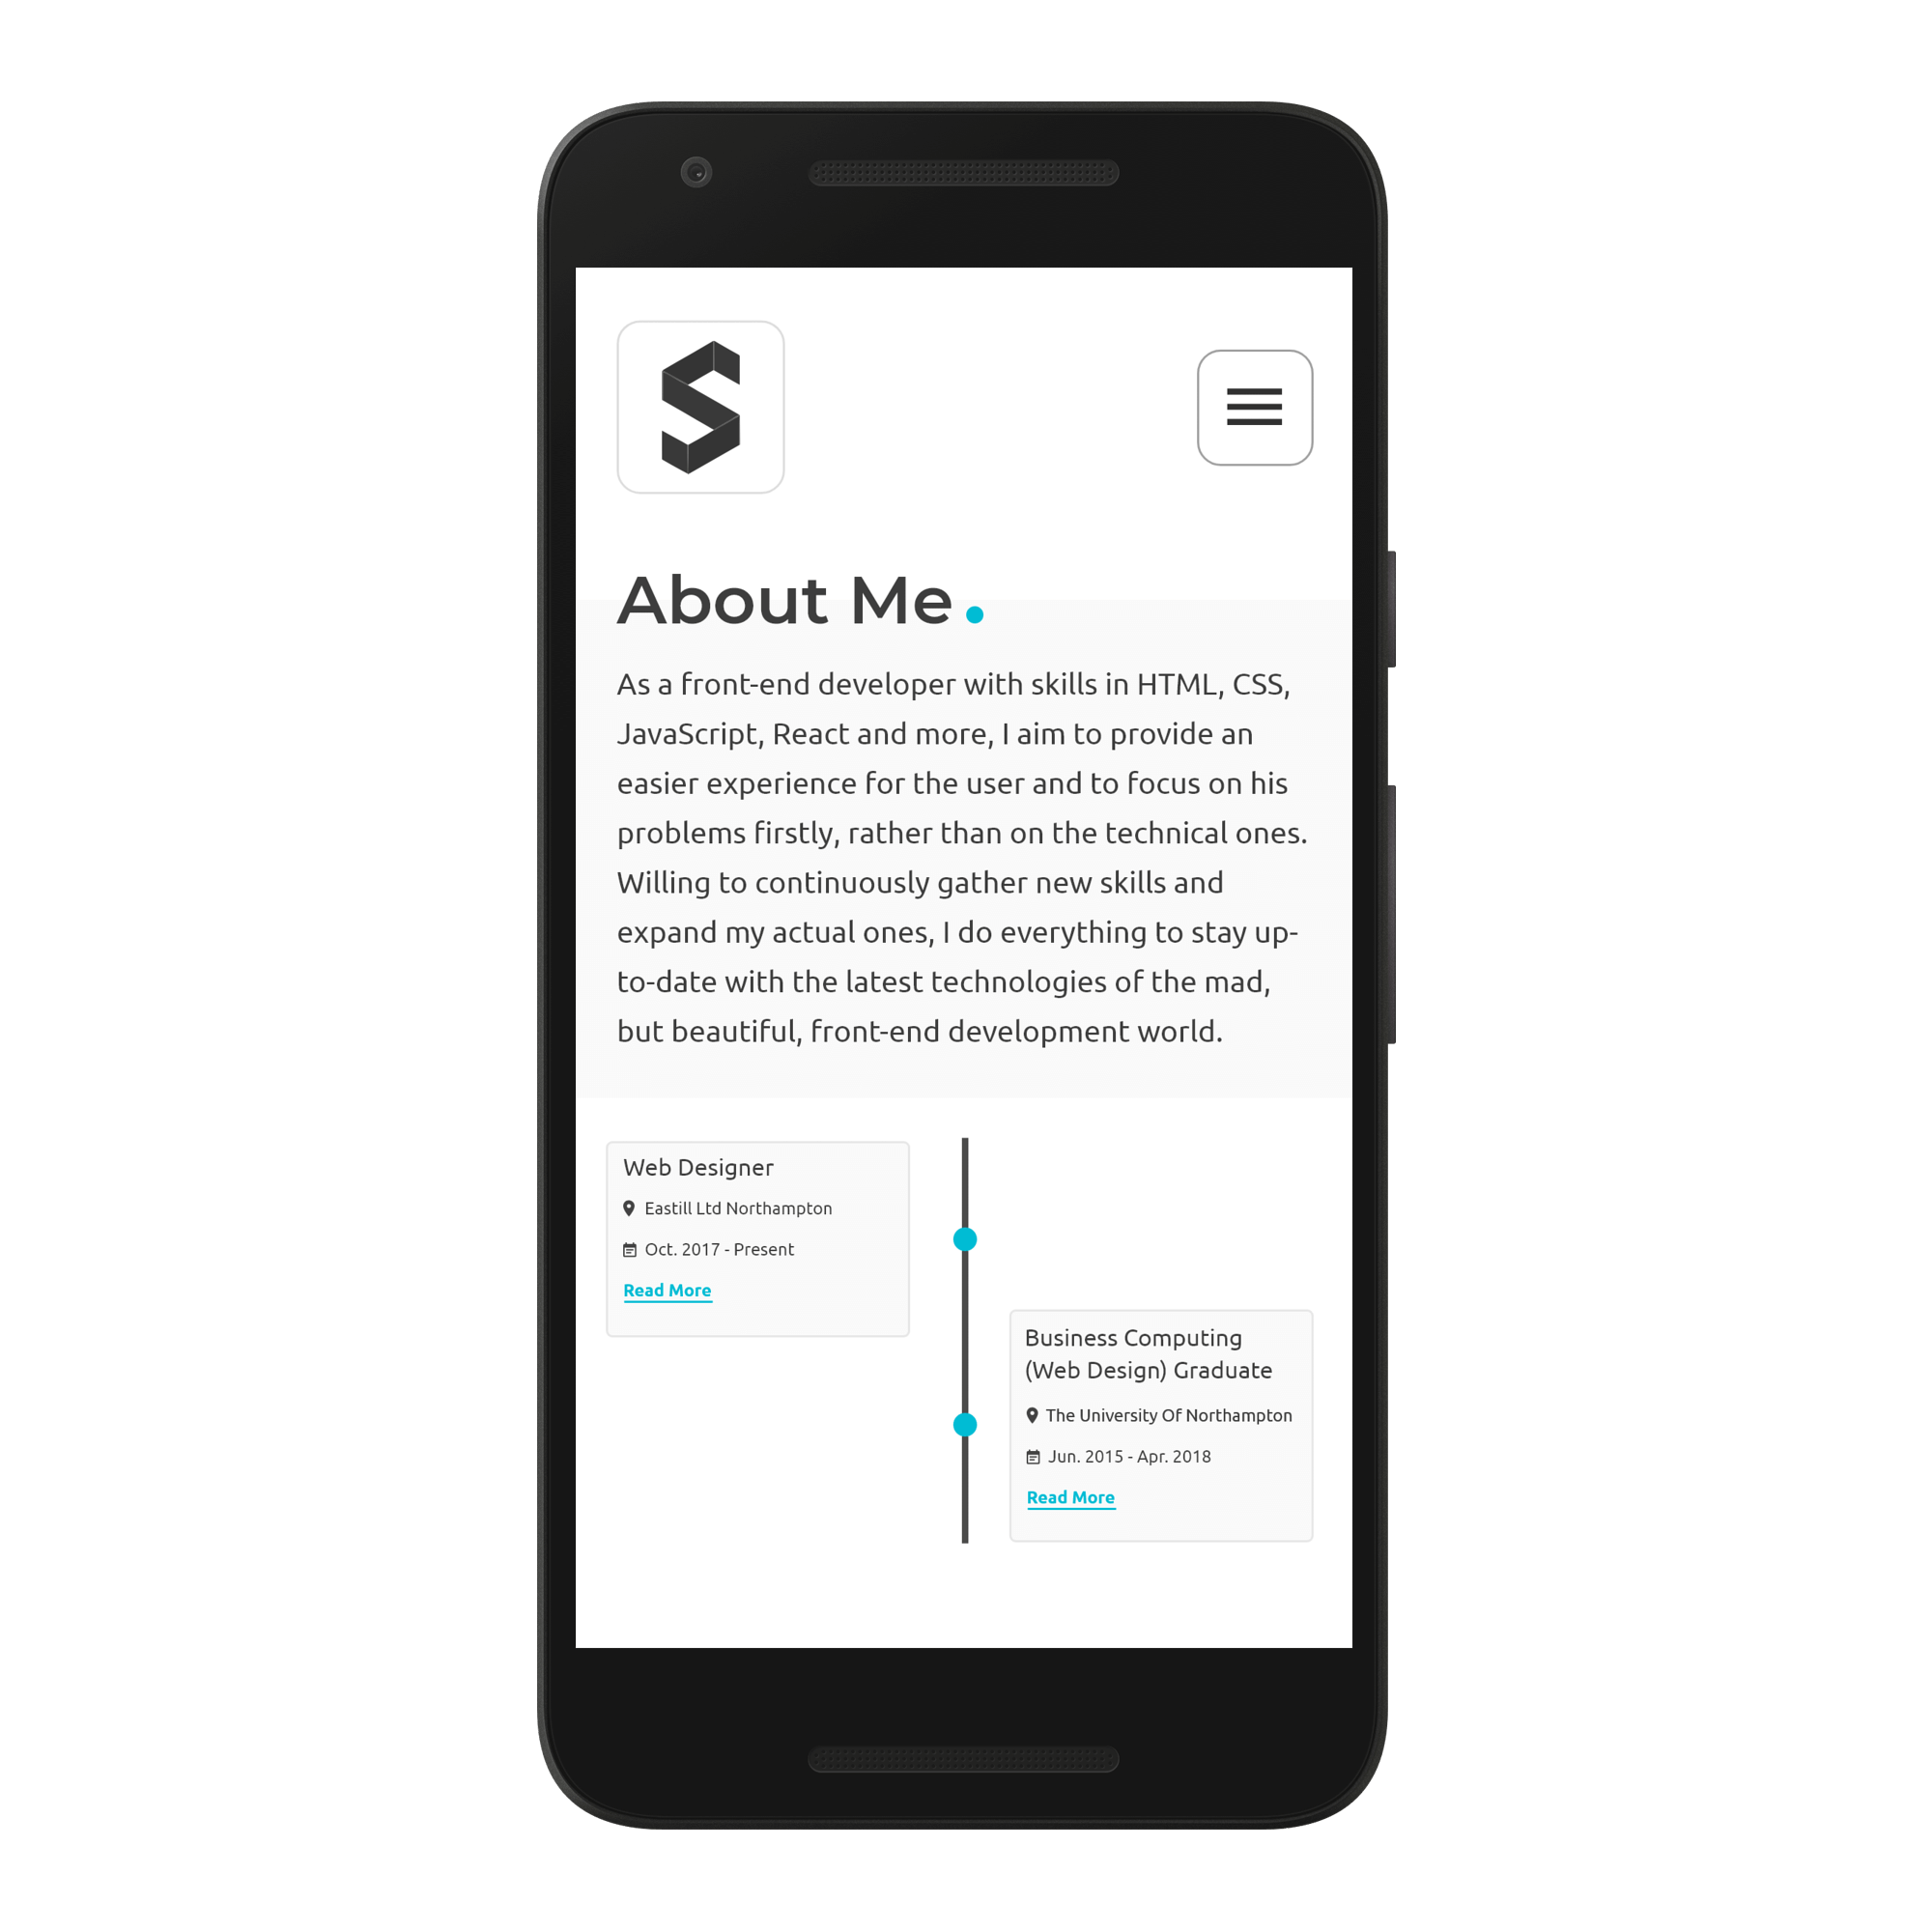 S
About Me.
As a front-end developer with skills in HTML, CSS,
JavaScript, React and more, I aim to provide an
easier experience for the user and to focus on his
problems firstly, rather than on the technical ones.
Willing to continuously gather new skills and
expand my actual ones, I do everything to stay up-
to-date with the latest technologies of the mad,
but beautiful, front-end development world.
Web Designer
Eastill Ltd Northampton
Oct. 2017 - Present
Read More
Business Computing
(Web Design) Graduate
The University Of Northampton
Jun. 2015 - Apr. 2018
Read More